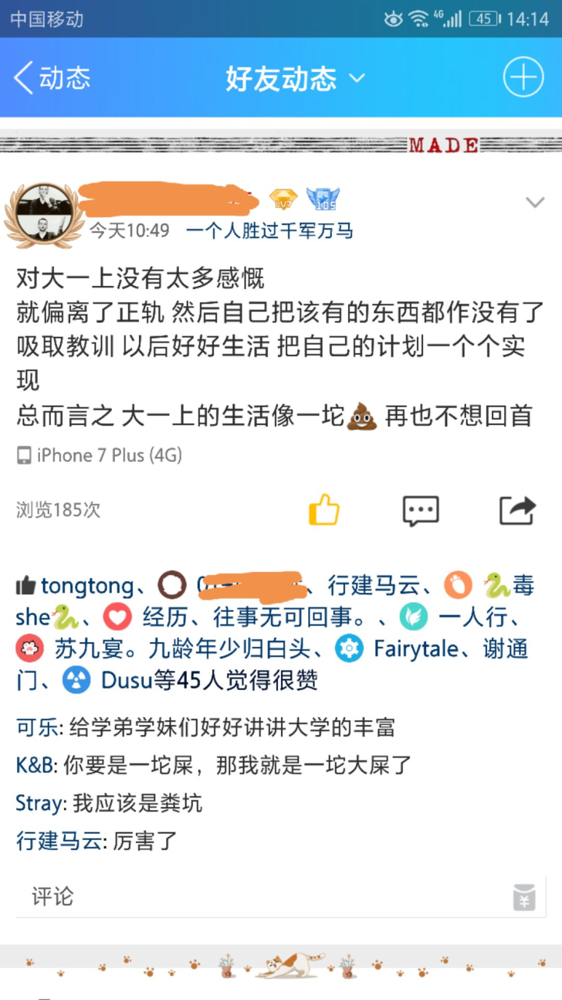 中国移动 4G 45 14:14
动态 好友动态
MADE
LV7 105
今天10:49 一个人胜过千军万马
对大一上没有太多感慨
就偏离了正轨 然后自己把该有的东西都作没有了
吸取教训 以后好好生活 把自己的计划一个个实
现
总而言之 大一上的生活像一坨💩 再也不想回首
iPhone 7 Plus (4G)
浏览185次
tongtong、 、行建马云、 🐍毒
she🐍、 经历、往事无可回事。、 一人行、
苏九宴。九龄年少归白头、 Fairytale、谢通
门、 Dusu等45人觉得很赞
可乐: 给学弟学妹们好好讲讲大学的丰富
K&B: 你要是一坨屎，那我就是一坨大屎了
Stray: 我应该是粪坑
行建马云: 厉害了
评论 ¥